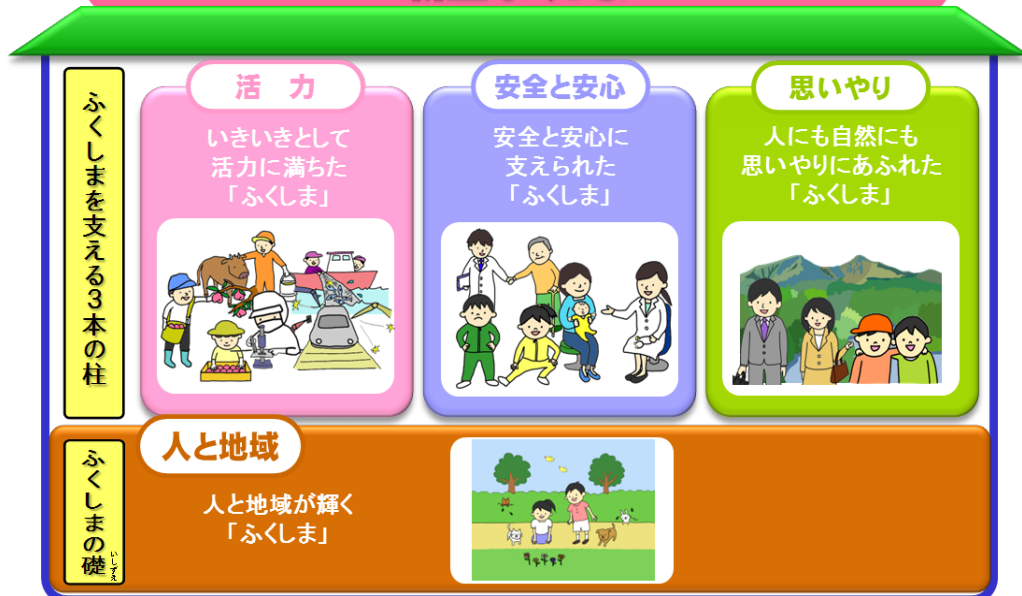 ふくしまを支える3本の柱
活 力
いきいきとして
活力に満ちた
「ふくしま」
安全と安心
安全と安心に
支えられた
「ふくしま」
思いやり
人にも自然にも
思いやりにあふれた
「ふくしま」
ふくしまの礎
いしずえ
人と地域
人と地域が輝く
「ふくしま」